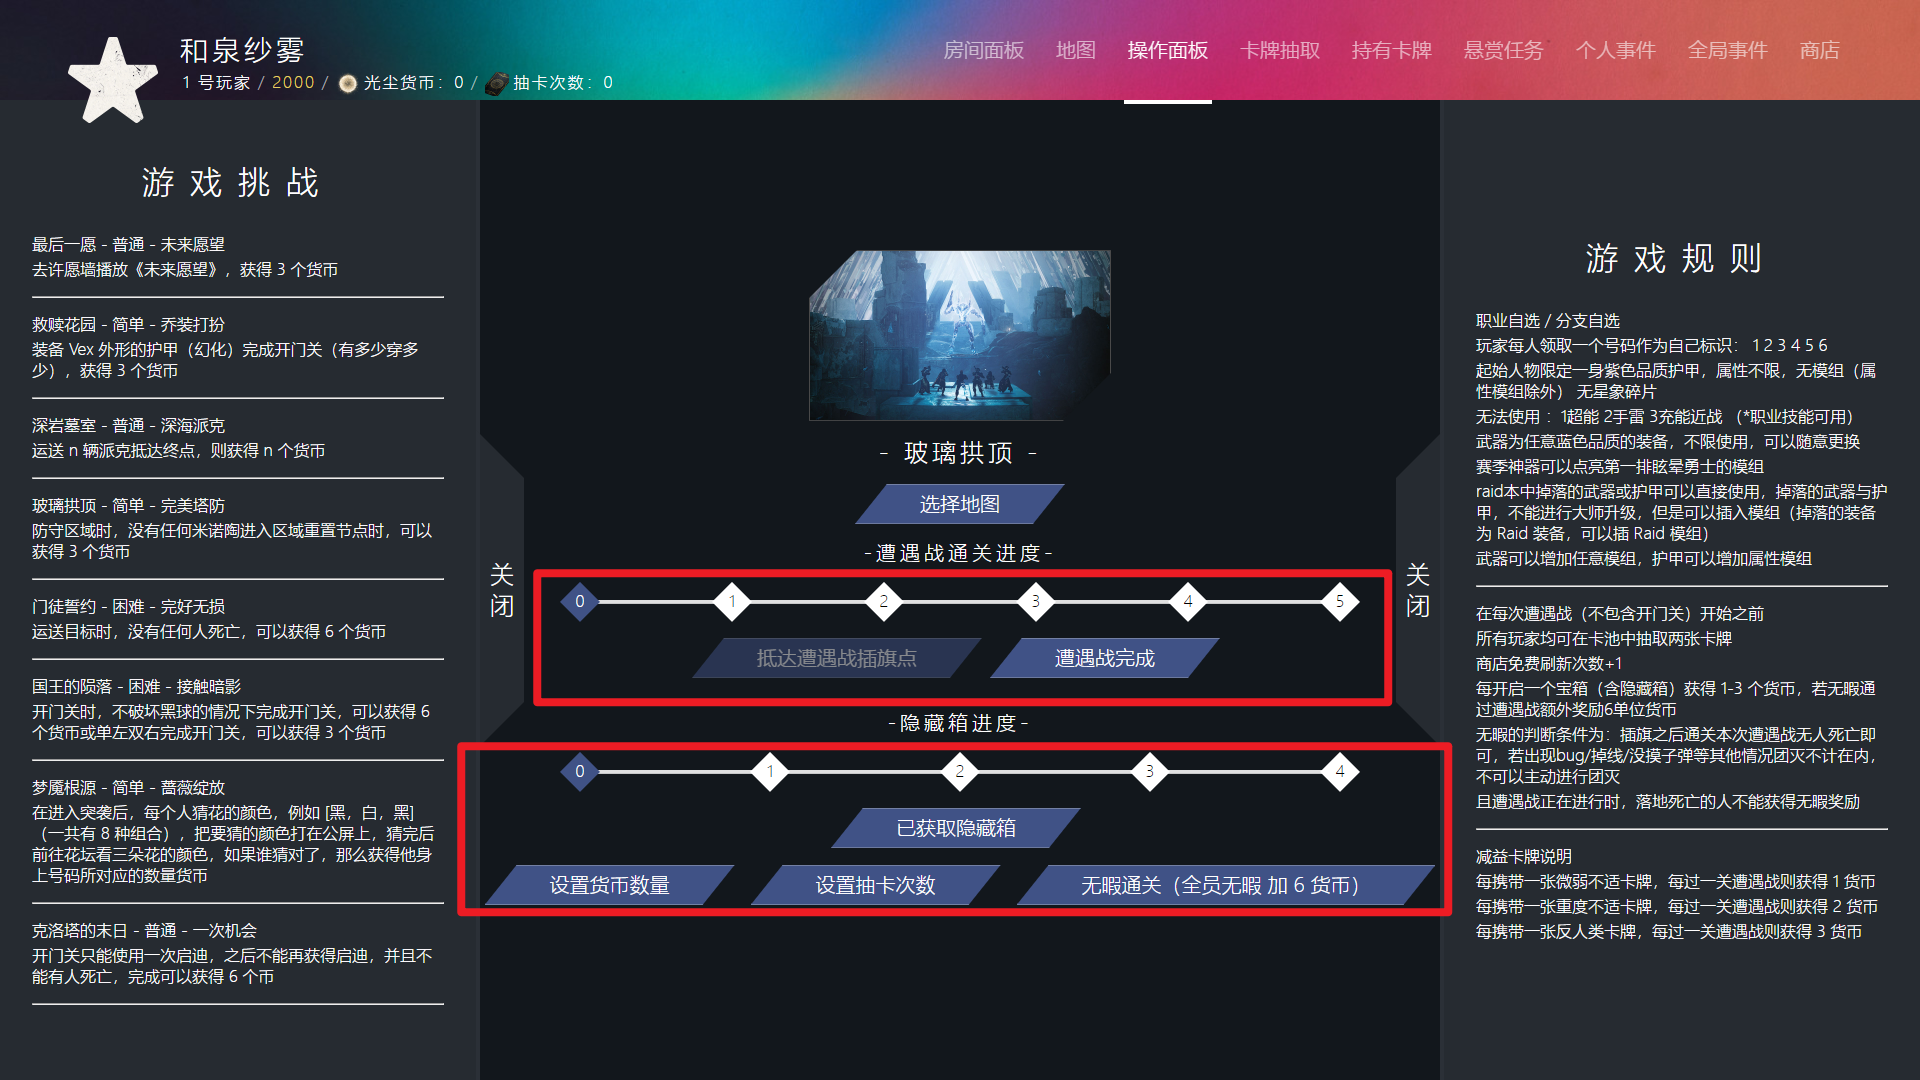 和泉纱雾
1 号玩家 / 2000 / 光尘货币：0 / 抽卡次数：0
房间面板 地图 操作面板 卡牌抽取 持有卡牌 悬赏任务 个人事件 全局事件 商店
游戏挑战
最后一愿 - 普通 - 未来愿望
去许愿墙播放《未来愿望》，获得 3 个货币
救赎花园 - 简单 - 乔装打扮
装备 Vex 外形的护甲（幻化）完成开门关（有多少穿多
少），获得 3 个货币
深岩墓室 - 普通 - 深海派克
运送 n 辆派克抵达终点，则获得 n 个货币
玻璃拱顶 - 简单 - 完美塔防
防守区域时，没有任何米诺陶进入区域重置节点时，可以
获得 3 个货币
门徒誓约 - 困难 - 完好无损
运送目标时，没有任何人死亡，可以获得 6 个货币
国王的陨落 - 困难 - 接触暗影
开门关时，不破坏黑球的情况下完成开门关，可以获得 6
个货币或单左双右完成开门关，可以获得 3 个货币
梦魇根源 - 简单 - 蔷薇绽放
在进入突袭后，每个人猜花的颜色，例如 [黑，白，黑]
（一共有 8 种组合），把要猜的颜色打在公屏上，猜完后
前往花坛看三朵花的颜色，如果谁猜对了，那么获得他身
上号码所对应的数量货币
克洛塔的末日 - 普通 - 一次机会
开门关只能使用一次启迪，之后不能再获得启迪，并且不
能有人死亡，完成可以获得 6 个币
关闭
- 玻璃拱顶 -
选择地图
-遭遇战通关进度-
0 1 2 3 4 5
抵达遭遇战插旗点 遭遇战完成
-隐藏箱进度-
0 1 2 3 4
已获取隐藏箱
设置货币数量 设置抽卡次数 无暇通关（全员无暇 加 6 货币）
关闭
游戏规则
职业自选 / 分支自选
玩家每人领取一个号码作为自己标识： 1 2 3 4 5 6
起始人物限定一身紫色品质护甲，属性不限，无模组（属
性模组除外） 无星象碎片
无法使用 ：1超能 2手雷 3充能近战 （*职业技能可用）
武器为任意蓝色品质的装备，不限使用，可以随意更换
赛季神器可以点亮第一排眩晕勇士的模组
raid本中掉落的武器或护甲可以直接使用，掉落的武器与护
甲，不能进行大师升级，但是可以插入模组（掉落的装备
为 Raid 装备，可以插 Raid 模组）
武器可以增加任意模组，护甲可以增加属性模组
在每次遭遇战（不包含开门关）开始之前
所有玩家均可在卡池中抽取两张卡牌
商店免费刷新次数+1
每开启一个宝箱（含隐藏箱）获得 1-3 个货币，若无暇通
过遭遇战额外奖励6单位货币
无暇的判断条件为：插旗之后通关本次遭遇战无人死亡即
可，若出现bug/掉线/没摸子弹等其他情况团灭不计在内，
不可以主动进行团灭
且遭遇战正在进行时，落地死亡的人不能获得无暇奖励
减益卡牌说明
每携带一张微弱不适卡牌，每过一关遭遇战则获得 1 货币
每携带一张重度不适卡牌，每过一关遭遇战则获得 2 货币
每携带一张反人类卡牌，每过一关遭遇战则获得 3 货币